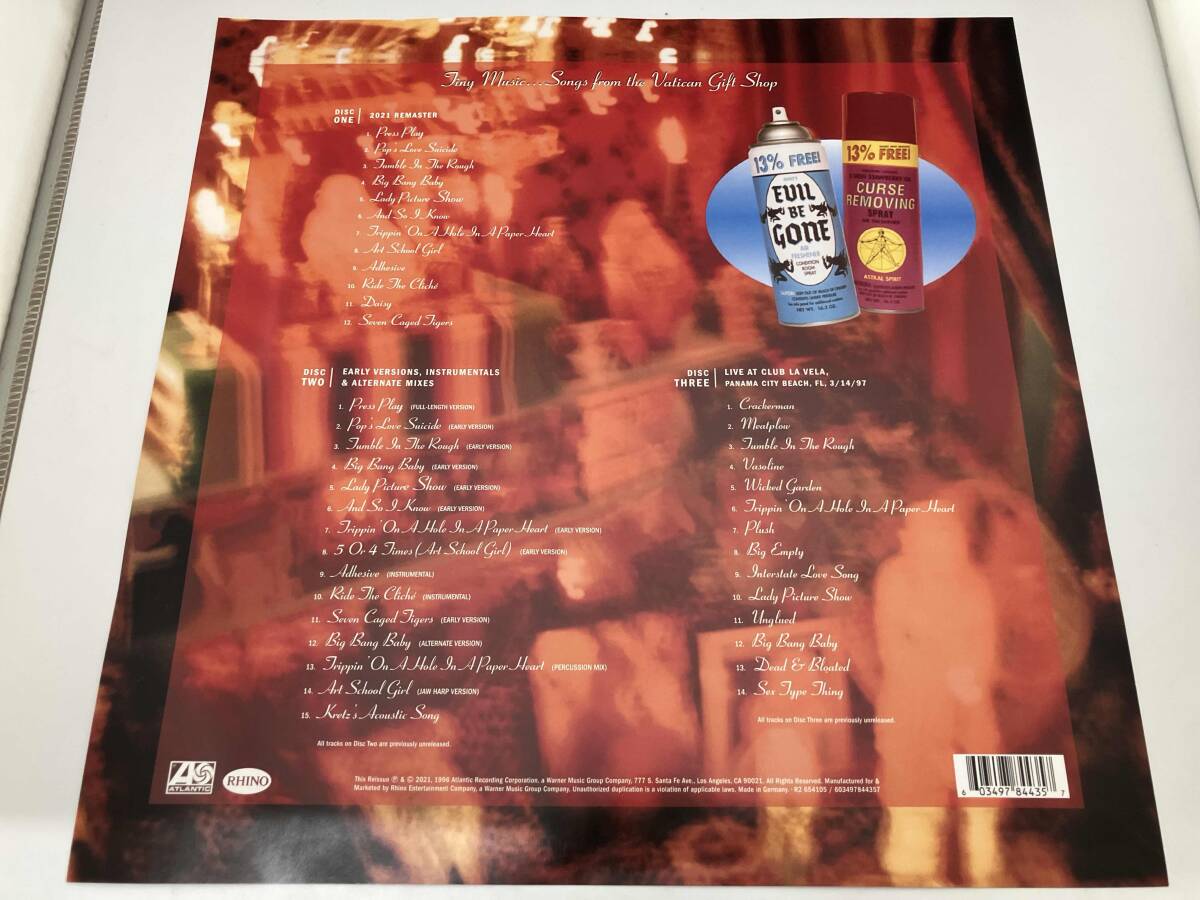 Tiny Music...Songs from the Vatican Gift Shop
DISC ONE
2021 REMASTER
1. Press Play
2. Pop's Love Suicide
3. Tumble In The Rough
4. Big Bang Baby
5. Lady Picture Show
6. And So I Know
7. Trippin' On A Hole In A Paper Heart
8. Art School Girl
9. Adhesive
10. Ride The Cliché
11. Daisy
12. Seven Caged Tigers
13% FREE!
EVIL
BE
GONE
AIR
FRESHENER
CONDITION
ROOM
SPRAY
NET WT. 16.2 OZ.
13% FREE!
CURSE
REMOVING
SPRAY
AIR FRESHENER
ASTRAL SPIRIT
DISC TWO
EARLY VERSIONS, INSTRUMENTALS
& ALTERNATE MIXES
1. Press Play (FULL-LENGTH VERSION)
2. Pop's Love Suicide (EARLY VERSION)
3. Tumble In The Rough (EARLY VERSION)
4. Big Bang Baby (EARLY VERSION)
5. Lady Picture Show (EARLY VERSION)
6. And So I Know (EARLY VERSION)
7. Trippin' On A Hole In A Paper Heart (EARLY VERSION)
8. 5 Or 4 Times (Art School Girl) (EARLY VERSION)
9. Adhesive (INSTRUMENTAL)
10. Ride The Cliché (INSTRUMENTAL)
11. Seven Caged Tigers (EARLY VERSION)
12. Big Bang Baby (ALTERNATE VERSION)
13. Trippin' On A Hole In A Paper Heart (PERCUSSION MIX)
14. Art School Girl (JAW HARP VERSION)
15. Kretz's Acoustic Song
All tracks on Disc Two are previously unreleased.
DISC THREE
LIVE AT CLUB LA VELA,
PANAMA CITY BEACH, FL, 3/14/97
1. Crackerman
2. Meatplow
3. Tumble In The Rough
4. Vasoline
5. Wicked Garden
6. Trippin' On A Hole In A Paper Heart
7. Plush
8. Big Empty
9. Interstate Love Song
10. Lady Picture Show
11. Unglued
12. Big Bang Baby
13. Dead & Bloated
14. Sex Type Thing
All tracks on Disc Three are previously unreleased.
ATLANTIC
RHINO
This Reissue ℗ & © 2021, 1996 Atlantic Recording Corporation, a Warner Music Group Company, 777 S. Santa Fe Ave., Los Angeles, CA 90021. All Rights Reserved. Manufactured for &
Marketed by Rhino Entertainment Company, a Warner Music Group Company. Unauthorized duplication is a violation of applicable laws. Made in Germany. · R2 654105 / 603497844357
6 03497 84435 7